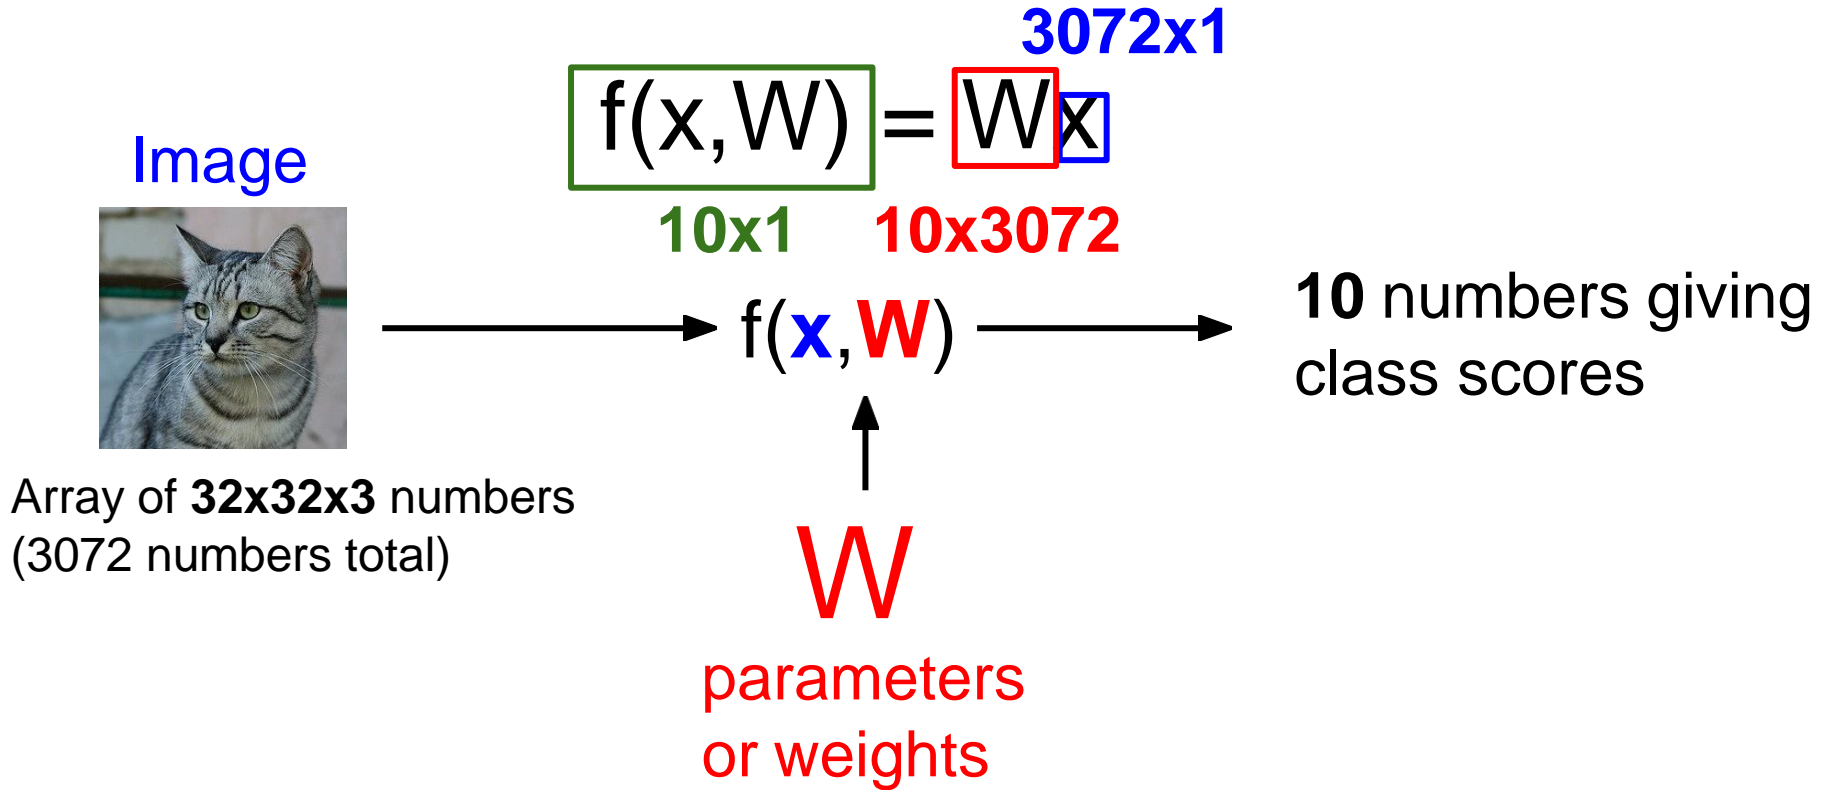 3072x1
f(x,W) = Wx
Image
10x1 10x3072
f(x,W)
10 numbers giving
class scores
Array of 32x32x3 numbers
(3072 numbers total)
W
parameters
or weights